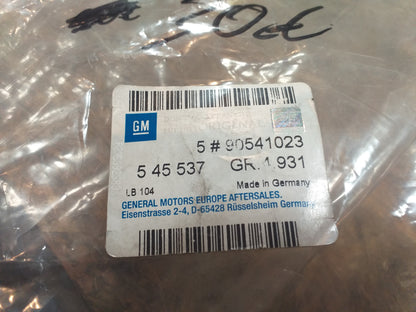 GM
ORIGINAL
5 # 90541023
5 45 537 GR. 1 931
LB 104 Made in Germany
GENERAL MOTORS EUROPE AFTERSALES.
Eisenstrasse 2-4, D-65428 Rüsselsheim Germany